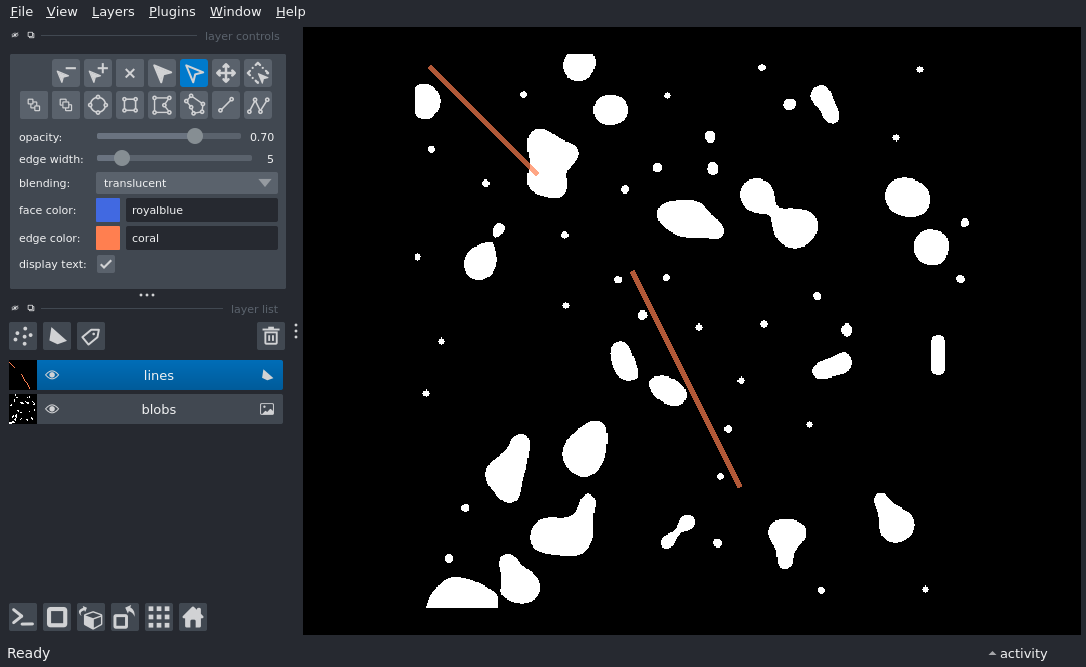 File View Layers Plugins Window Help
layer controls
opacity: 0.70
edge width: 5
blending: translucent
face color: royalblue
edge color: coral
display text:
layer list
lines
blobs
Ready
activity